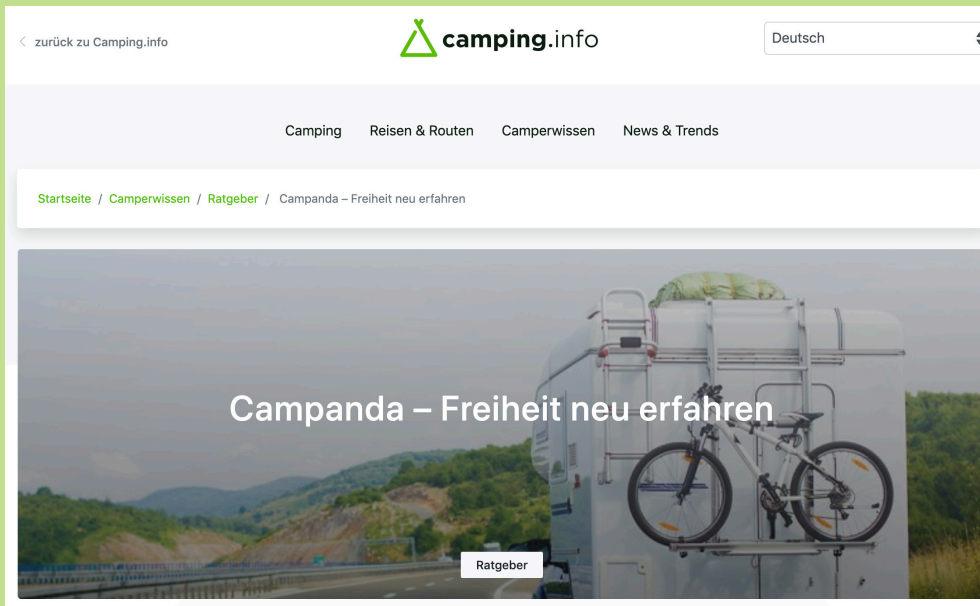 zurück zu Camping.info
camping.info
Deutsch
Camping Reisen & Routen Camperwissen News & Trends
Startseite / Camperwissen / Ratgeber / Campanda – Freiheit neu erfahren
Campanda – Freiheit neu erfahren
Ratgeber